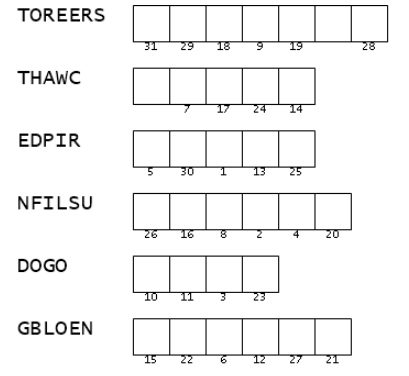 TOREERS
31 29 18 9 19 28
THAWC
7 17 24 14
EDPIR
5 30 1 13 25
NFILSU
26 16 8 2 4 20
DOGO
10 11 3 23
GBLOEN
15 22 6 12 27 21